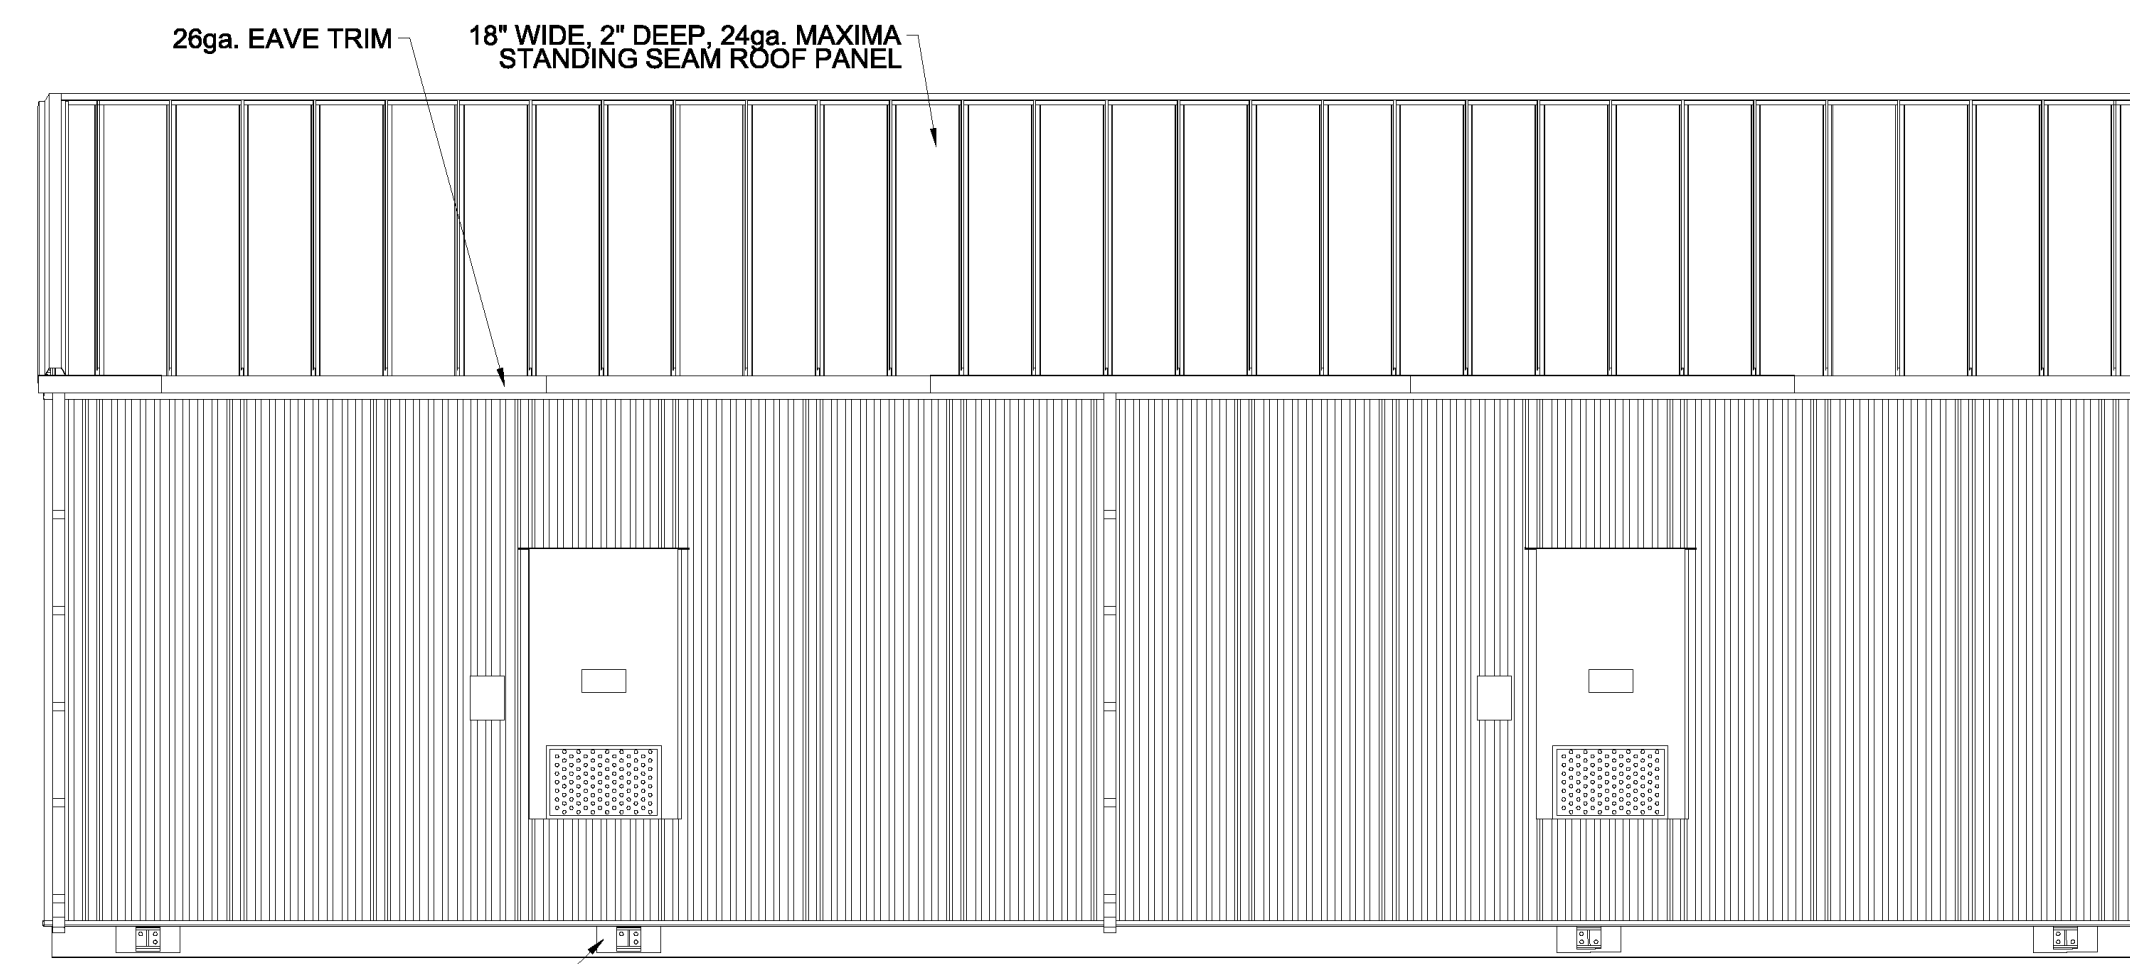 26ga. EAVE TRIM
18" WIDE, 2" DEEP, 24ga. MAXIMA
STANDING SEAM ROOF PANEL